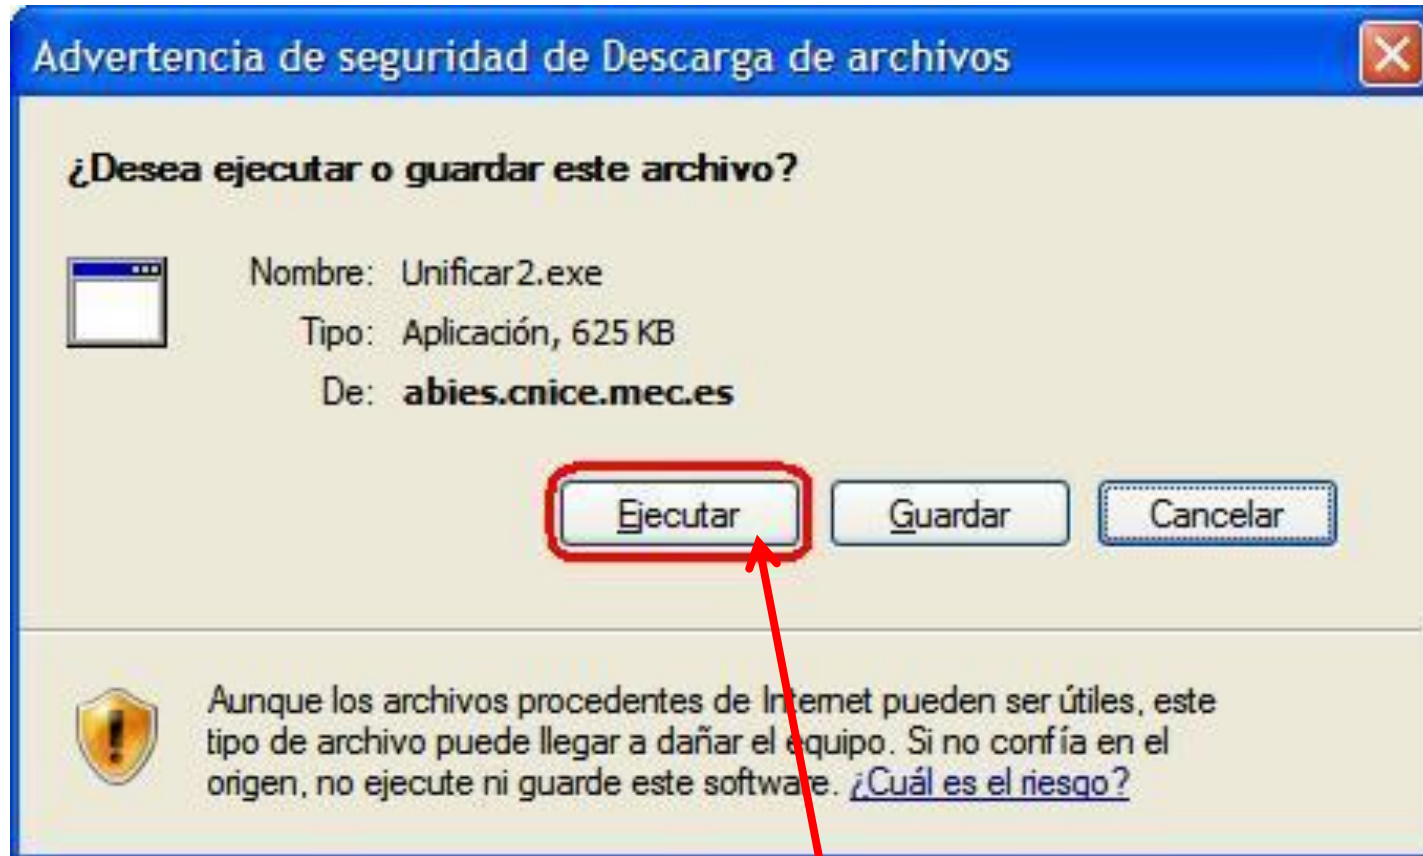 Advertencia de seguridad de Descarga de archivos
¿Desea ejecutar o guardar este archivo?
Nombre: Unificar2.exe
Tipo: Aplicación, 625 KB
De: abies.cnice.mec.es
Ejecutar Guardar Cancelar
Aunque los archivos procedentes de Internet pueden ser útiles, este
tipo de archivo puede llegar a dañar el equipo. Si no confía en el
origen, no ejecute ni guarde este software. ¿Cuál es el riesgo?